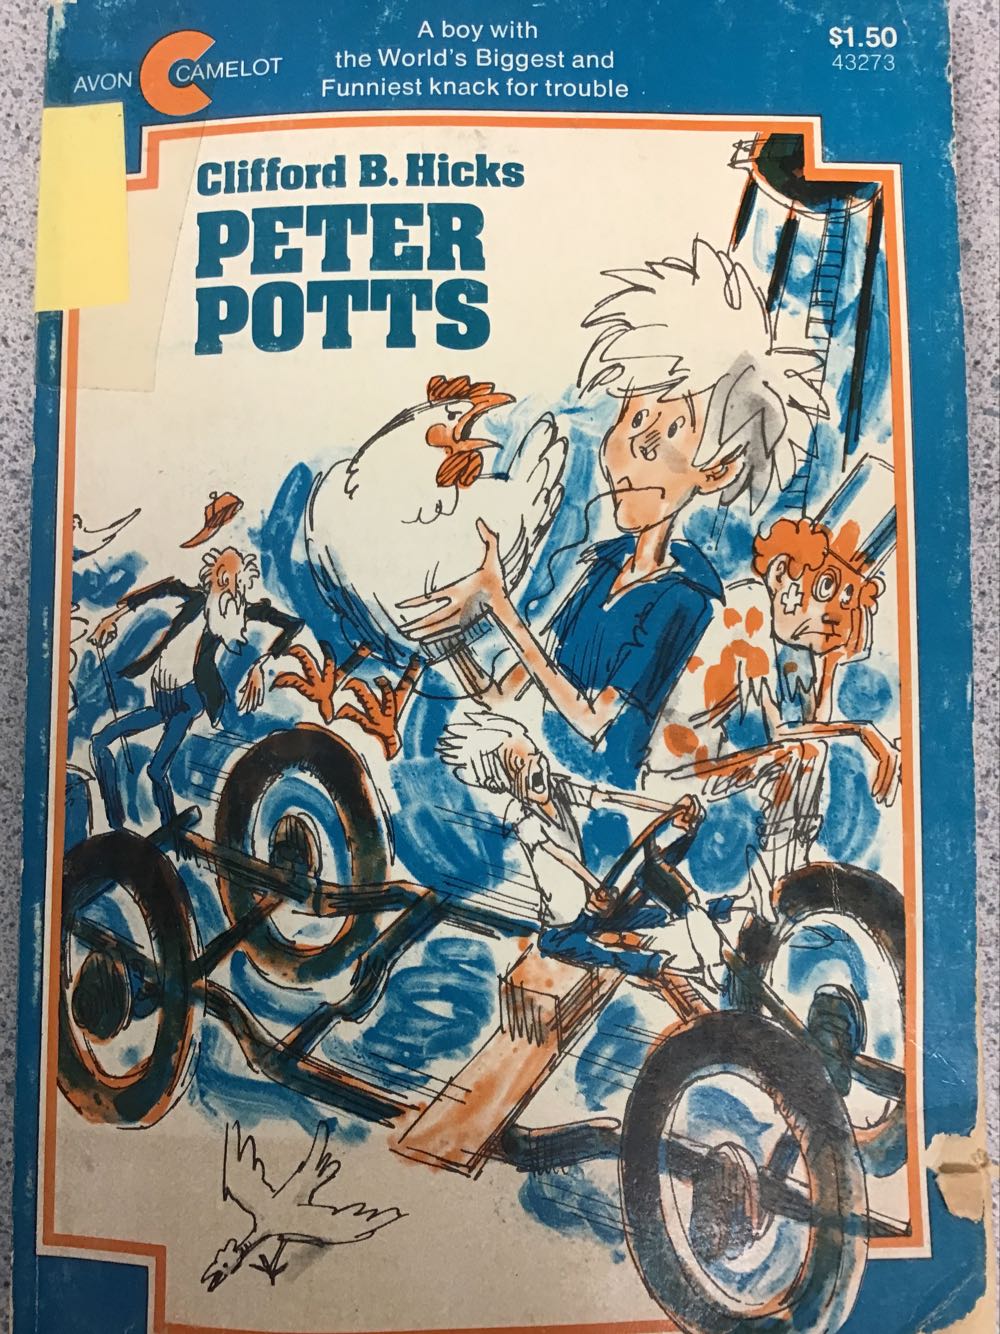 A boy with
the World's Biggest and
Funniest knack for trouble
$1.50
43273
AVON CAMELOT
Clifford B. Hicks
PETER
POTTS